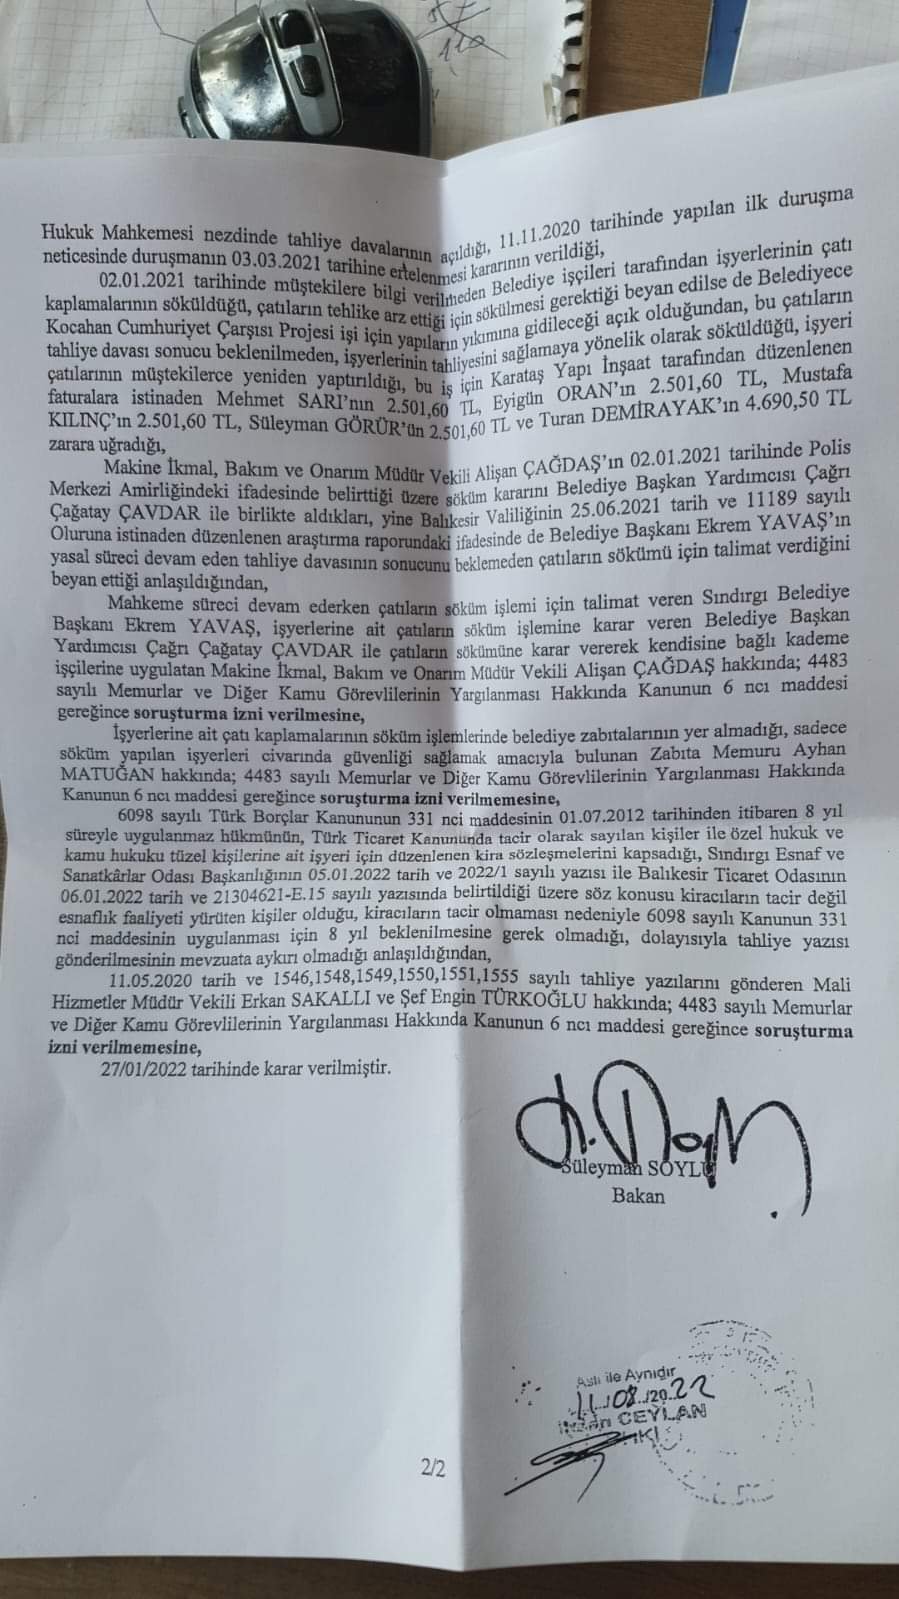 110
Hukuk Mahkemesi nezdinde tahliye davalarının açıldığı, 11.11.2020 tarihinde yapılan ilk duruşma
neticesinde duruşmanın 03.03.2021 tarihine ertelenmesi kararının verildiği,
02.01.2021 tarihinde müştekilere bilgi verilmeden Belediye işçileri tarafından işyerlerinin çatı
kaplamalarının söküldüğü, çatıların tehlike arz ettiği için sökülmesi gerektiği beyan edilse de Belediyece
Kocahan Cumhuriyet Çarşısı Projesi işi için yapıların yıkımına gidileceği açık olduğundan, bu çatıların
tahliye davası sonucu beklenilmeden, işyerlerinin tahliyesini sağlamaya yönelik olarak söküldüğü, işyeri
çatılarının müştekilerce yeniden yaptırıldığı, bu iş için Karataş Yapı İnşaat tarafından düzenlenen
faturalara istinaden Mehmet SARI'nın 2.501,60 TL, Eyigün ORAN'ın 2.501,60 TL, Mustafa
KILINÇ'ın 2.501,60 TL, Süleyman GÖRÜR'ün 2.501,60 TL ve Turan DEMİRAYAK'ın 4.690,50 TL
zarara uğradığı,
Makine İkmal, Bakım ve Onarım Müdür Vekili Alişan ÇAĞDAŞ'ın 02.01.2021 tarihinde Polis
Merkezi Amirliğindeki ifadesinde belirttiği üzere söküm kararını Belediye Başkan Yardımcısı Çağrı
Çağatay ÇAVDAR ile birlikte aldıkları, yine Balıkesir Valiliğinin 25.06.2021 tarih ve 11189 sayılı
Oluruna istinaden düzenlenen araştırma raporundaki ifadesinde de Belediye Başkanı Ekrem YAVAŞ'ın
yasal süreci devam eden tahliye davasının sonucunu beklemeden çatıların sökümü için talimat verdiğini
beyan ettiği anlaşıldığından,
Mahkeme süreci devam ederken çatıların söküm işlemi için talimat veren Sındırgı Belediye
Başkanı Ekrem YAVAŞ, işyerlerine ait çatıların söküm işlemine karar veren Belediye Başkan
Yardımcısı Çağrı Çağatay ÇAVDAR ile çatıların sökümüne karar vererek kendisine bağlı kademe
işçilerine uygulatan Makine İkmal, Bakım ve Onarım Müdür Vekili Alişan ÇAĞDAŞ hakkında; 4483
sayılı Memurlar ve Diğer Kamu Görevlilerinin Yargılanması Hakkında Kanunun 6 ncı maddesi
gereğince soruşturma izni verilmesine,
İşyerlerine ait çatı kaplamalarının söküm işlemlerinde belediye zabıtalarının yer almadığı, sadece
söküm yapılan işyerleri civarında güvenliği sağlamak amacıyla bulunan Zabıta Memuru Ayhan
MATUĞAN hakkında; 4483 sayılı Memurlar ve Diğer Kamu Görevlilerinin Yargılanması Hakkında
Kanunun 6 ncı maddesi gereğince soruşturma izni verilmemesine,
6098 sayılı Türk Borçlar Kanununun 331 nci maddesinin 01.07.2012 tarihinden itibaren 8 yıl
süreyle uygulanmaz hükmünün, Türk Ticaret Kanununda tacir olarak sayılan kişiler ile özel hukuk ve
kamu hukuku tüzel kişilerine ait işyeri için düzenlenen kira sözleşmelerini kapsadığı, Sındırgı Esnaf ve
Sanatkârlar Odası Başkanlığının 05.01.2022 tarih ve 2022/1 sayılı yazısı ile Balıkesir Ticaret Odasının
06.01.2022 tarih ve 21304621-E.15 sayılı yazısında belirtildiği üzere söz konusu kiracıların tacir değil
esnaflık faaliyeti yürüten kişiler olduğu, kiracıların tacir olmaması nedeniyle 6098 sayılı Kanunun 331
nci maddesinin uygulanması için 8 yıl beklenilmesine gerek olmadığı, dolayısıyla tahliye yazısı
gönderilmesinin mevzuata aykırı olmadığı anlaşıldığından,
11.05.2020 tarih ve 1546,1548,1549,1550,1551,1555 sayılı tahliye yazılarını gönderen Mali
Hizmetler Müdür Vekili Erkan SAKALLI ve Şef Engin TÜRKOĞLU hakkında; 4483 sayılı Memurlar
ve Diğer Kamu Görevlilerinin Yargılanması Hakkında Kanunun 6 ncı maddesi gereğince soruşturma
izni verilmemesine,
27/01/2022 tarihinde karar verilmiştir.
Süleyman SOYLU
Bakan
Aslı ile Aynıdır
11../08../20.22
CEYLAN
2/2